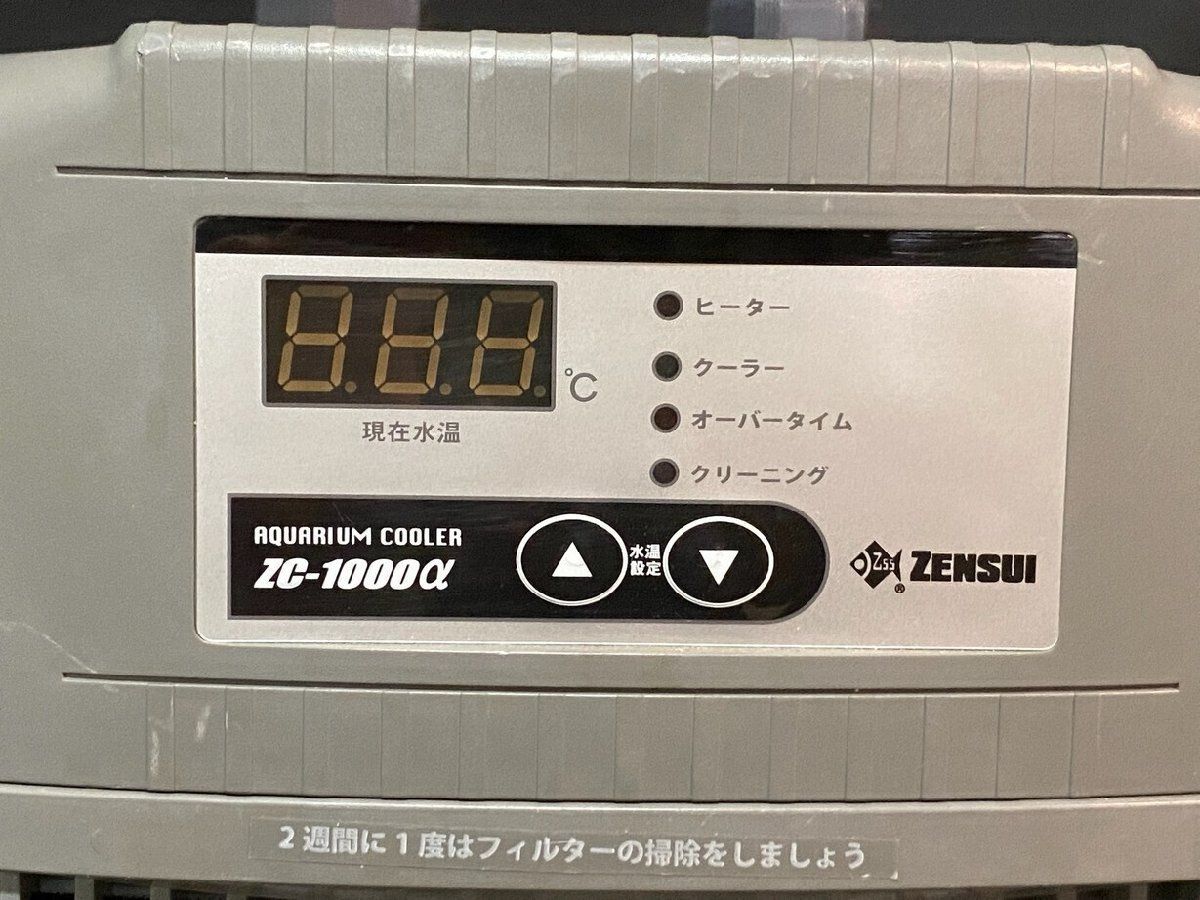 ℃
現在水温
ヒーター
クーラー
オーバータイム
クリーニング
AQUARIUM COOLER
ZC-1000α
▲
水温
設定
▼
Zss
®
ZENSUI
2週間に1度はフィルターの掃除をしましょう